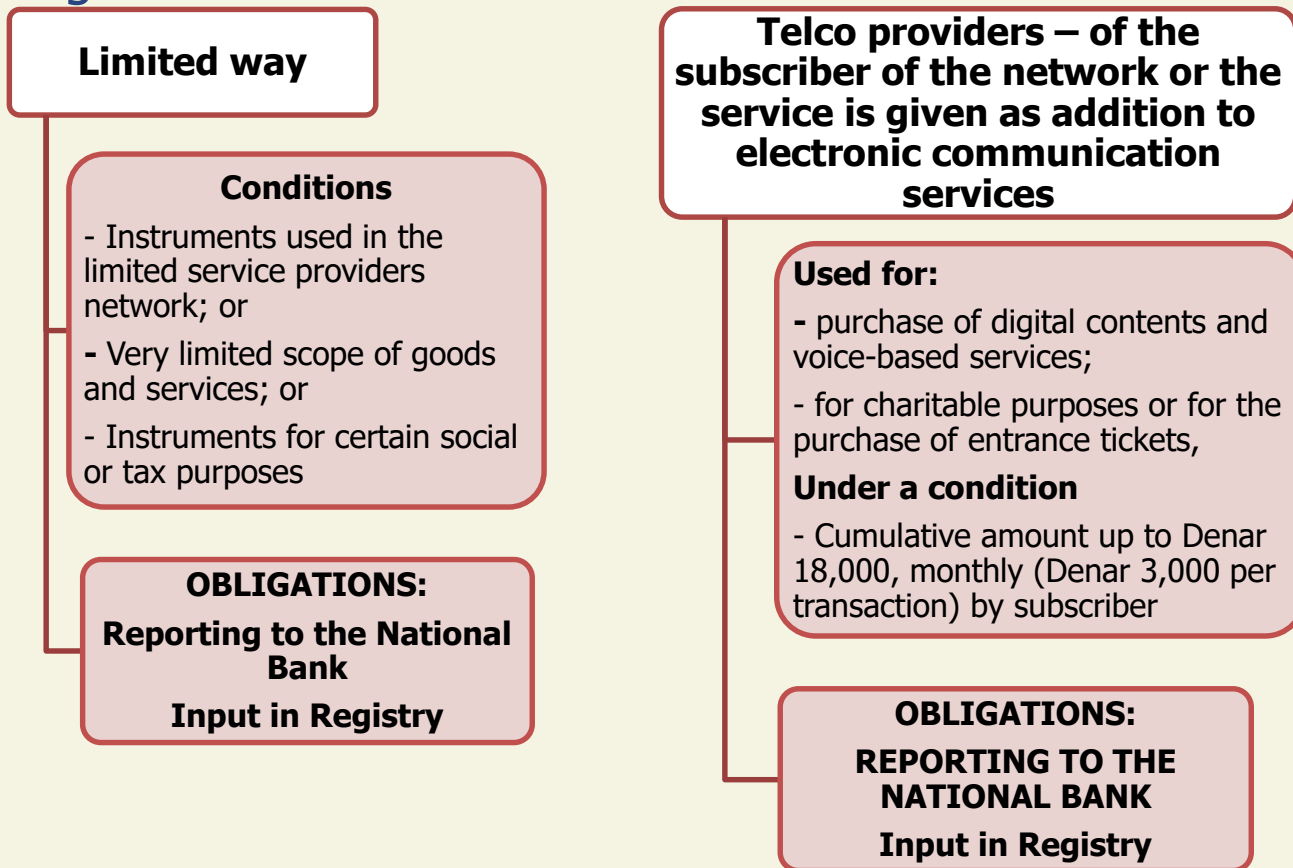 Limited way
Conditions
- Instruments used in the
limited service providers
network; or
- Very limited scope of goods
and services; or
- Instruments for certain social
or tax purposes
OBLIGATIONS:
Reporting to the National
Bank
Input in Registry
Telco providers – of the
subscriber of the network or the
service is given as addition to
electronic communication
services
Used for:
- purchase of digital contents and
voice-based services;
- for charitable purposes or for the
purchase of entrance tickets,
Under a condition
- Cumulative amount up to Denar
18,000, monthly (Denar 3,000 per
transaction) by subscriber
OBLIGATIONS:
REPORTING TO THE
NATIONAL BANK
Input in Registry